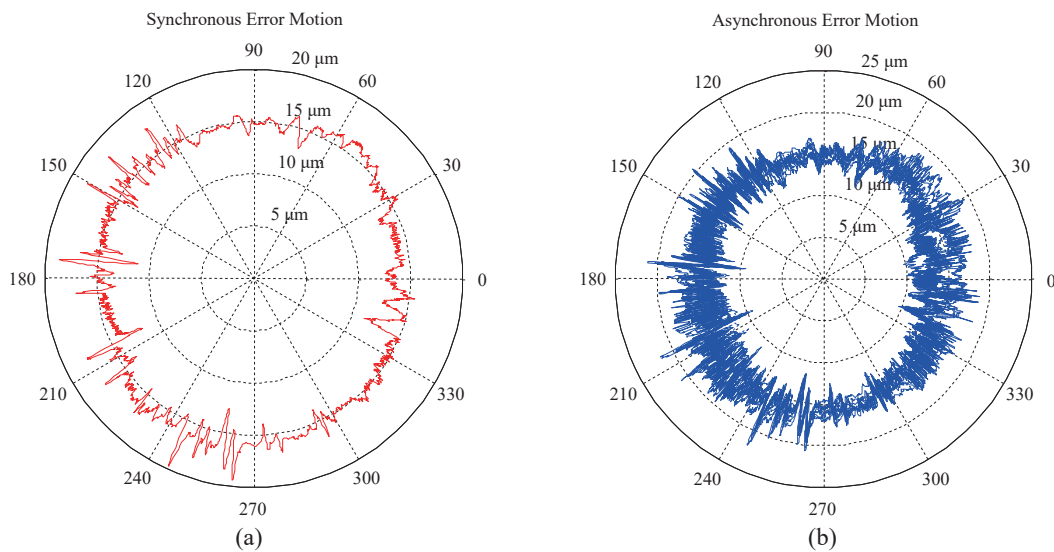 Synchronous Error Motion
90
20 μm
120
60
15 μm
150
10 μm
30
5 μm
180
0
210
330
240
300
270
(a)
Asynchronous Error Motion
90
25 μm
120
60
20 μm
150
15 μm
30
10 μm
5 μm
180
0
210
330
240
300
270
(b)